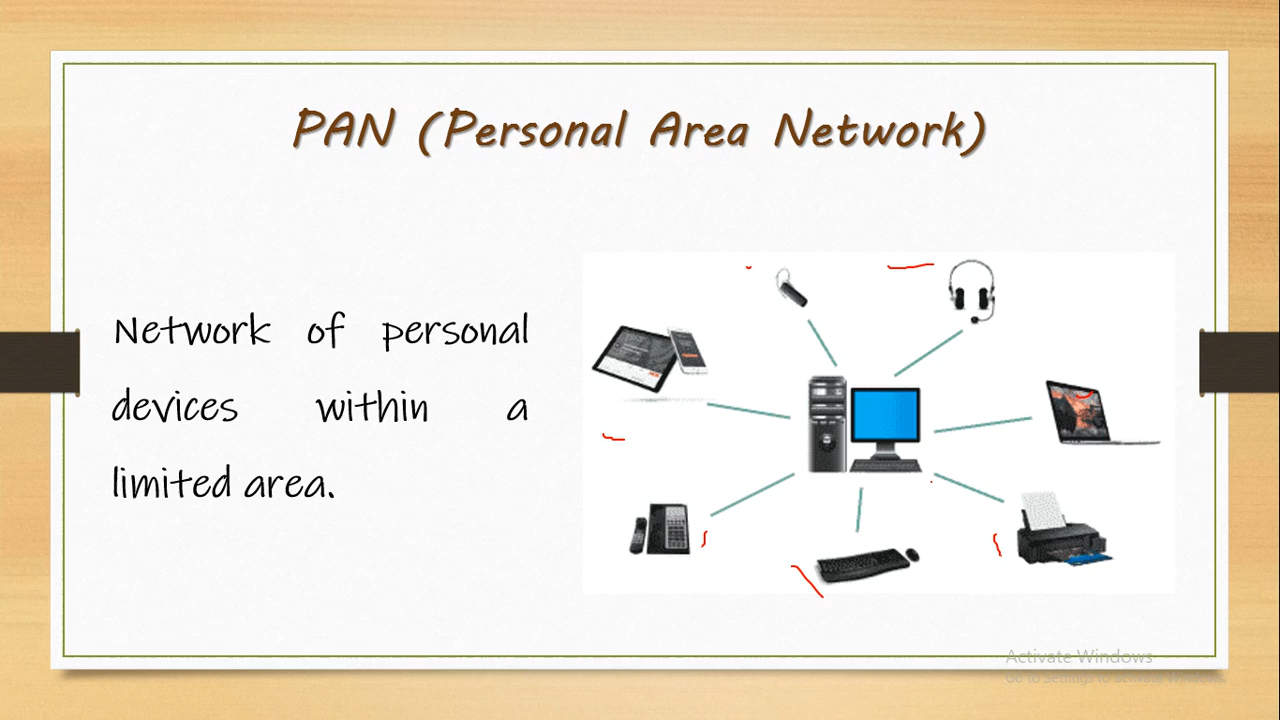 PAN (Personal Area Network)
Network of personal
devices within a
limited area.
Activate Windows
Go to Settings to activate Windows.